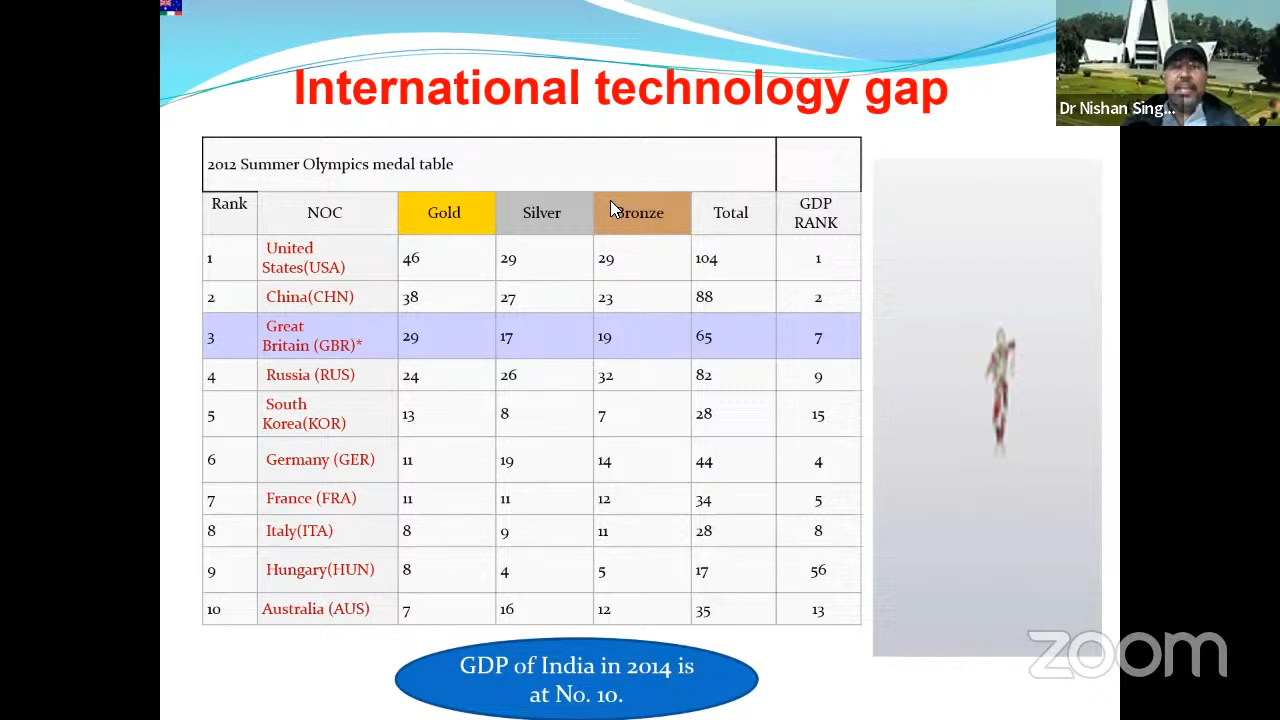 International technology gap
Dr Nishan Sing...
2012 Summer Olympics medal table
Rank NOC Gold Silver Bronze Total GDP RANK
1 United States(USA) 46 29 29 104 1
2 China(CHN) 38 27 23 88 2
3 Great Britain (GBR)* 29 17 19 65 7
4 Russia (RUS) 24 26 32 82 9
5 South Korea(KOR) 13 8 7 28 15
6 Germany (GER) 11 19 14 44 4
7 France (FRA) 11 11 12 34 5
8 Italy(ITA) 8 9 11 28 8
9 Hungary(HUN) 8 4 5 17 56
10 Australia (AUS) 7 16 12 35 13
GDP of India in 2014 is
at No. 10.
zoom